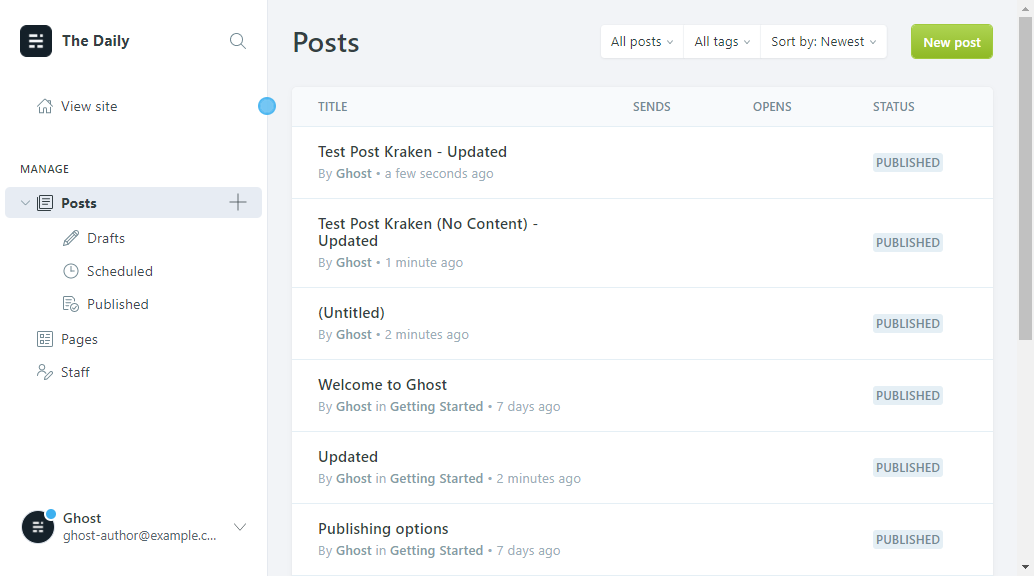 The Daily
View site
MANAGE
Posts
Drafts
Scheduled
Published
Pages
Staff
Ghost
ghost-author@example.c...
Posts
All posts
All tags
Sort by: Newest
New post
TITLE SENDS OPENS STATUS
Test Post Kraken - Updated
By Ghost • a few seconds ago
PUBLISHED
Test Post Kraken (No Content) -
Updated
By Ghost • 1 minute ago
PUBLISHED
(Untitled)
By Ghost • 2 minutes ago
PUBLISHED
Welcome to Ghost
By Ghost in Getting Started • 7 days ago
PUBLISHED
Updated
By Ghost in Getting Started • 2 minutes ago
PUBLISHED
Publishing options
By Ghost in Getting Started • 7 days ago
PUBLISHED